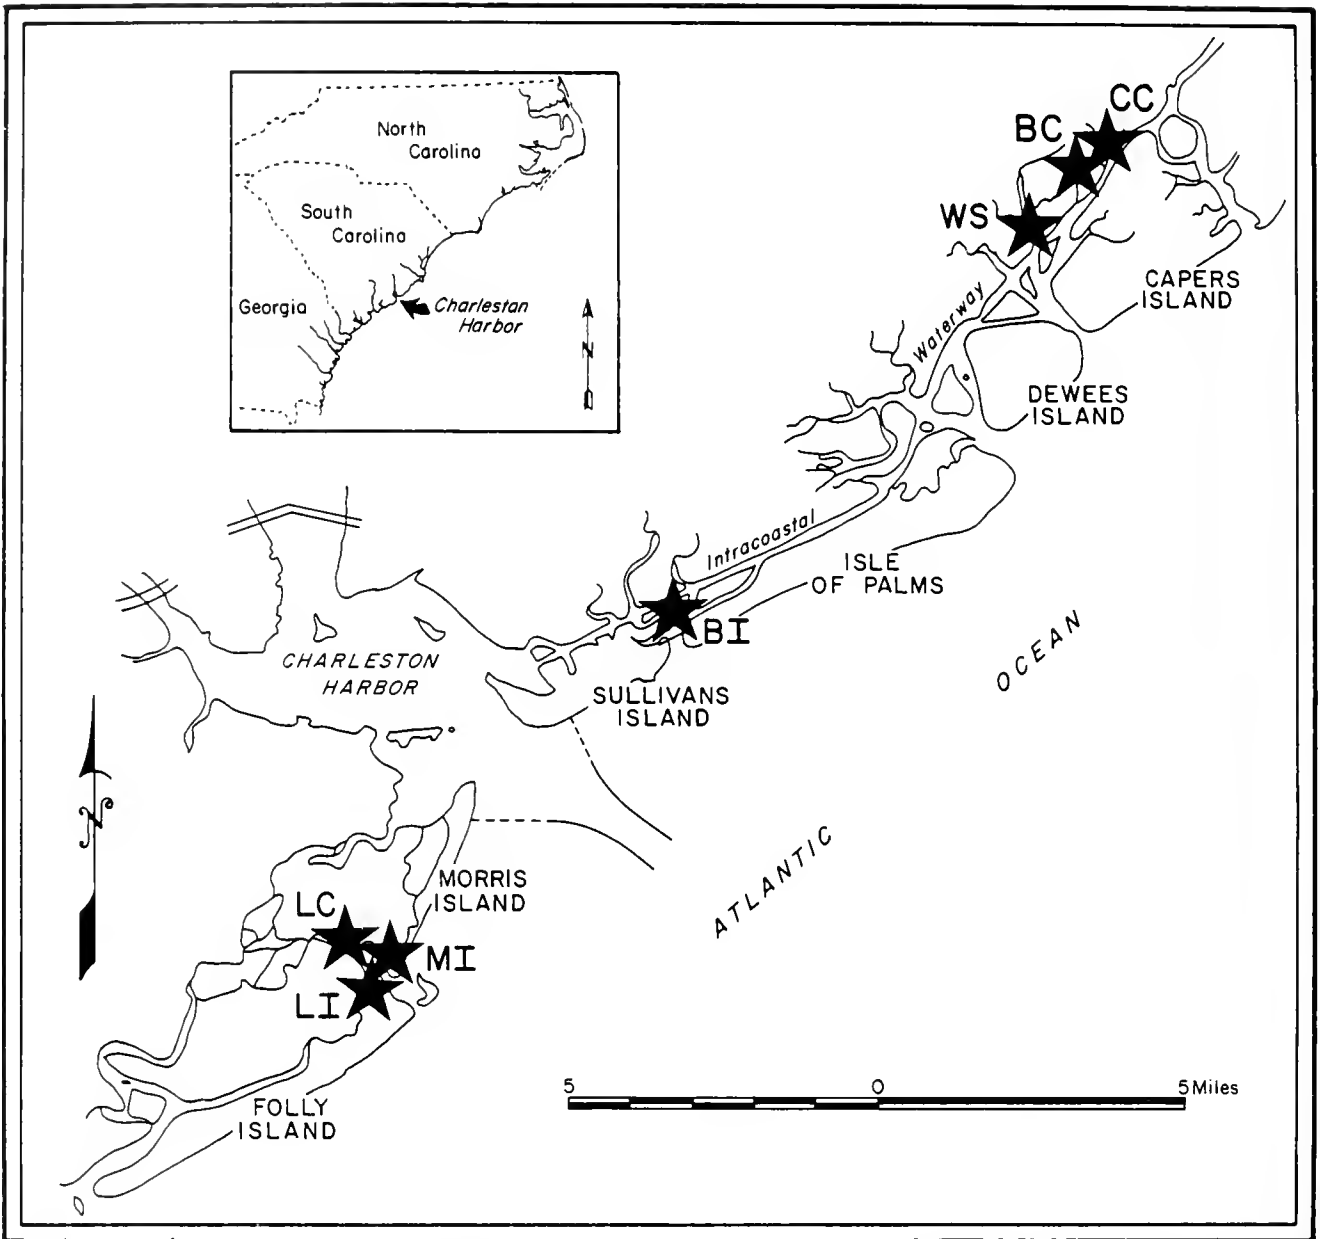 North
Carolina
South
Carolina
Georgia
Charleston
Harbor
N
CC
BC
WS
CAPERS
ISLAND
Waterway
DEWEES
ISLAND
Intracoastal
ISLE
OF PALMS
BI
CHARLESTON
HARBOR
SULLIVANS
ISLAND
OCEAN
N
ATLANTIC
MORRIS
ISLAND
LC
MI
LI
5 0 5 Miles
FOLLY
ISLAND